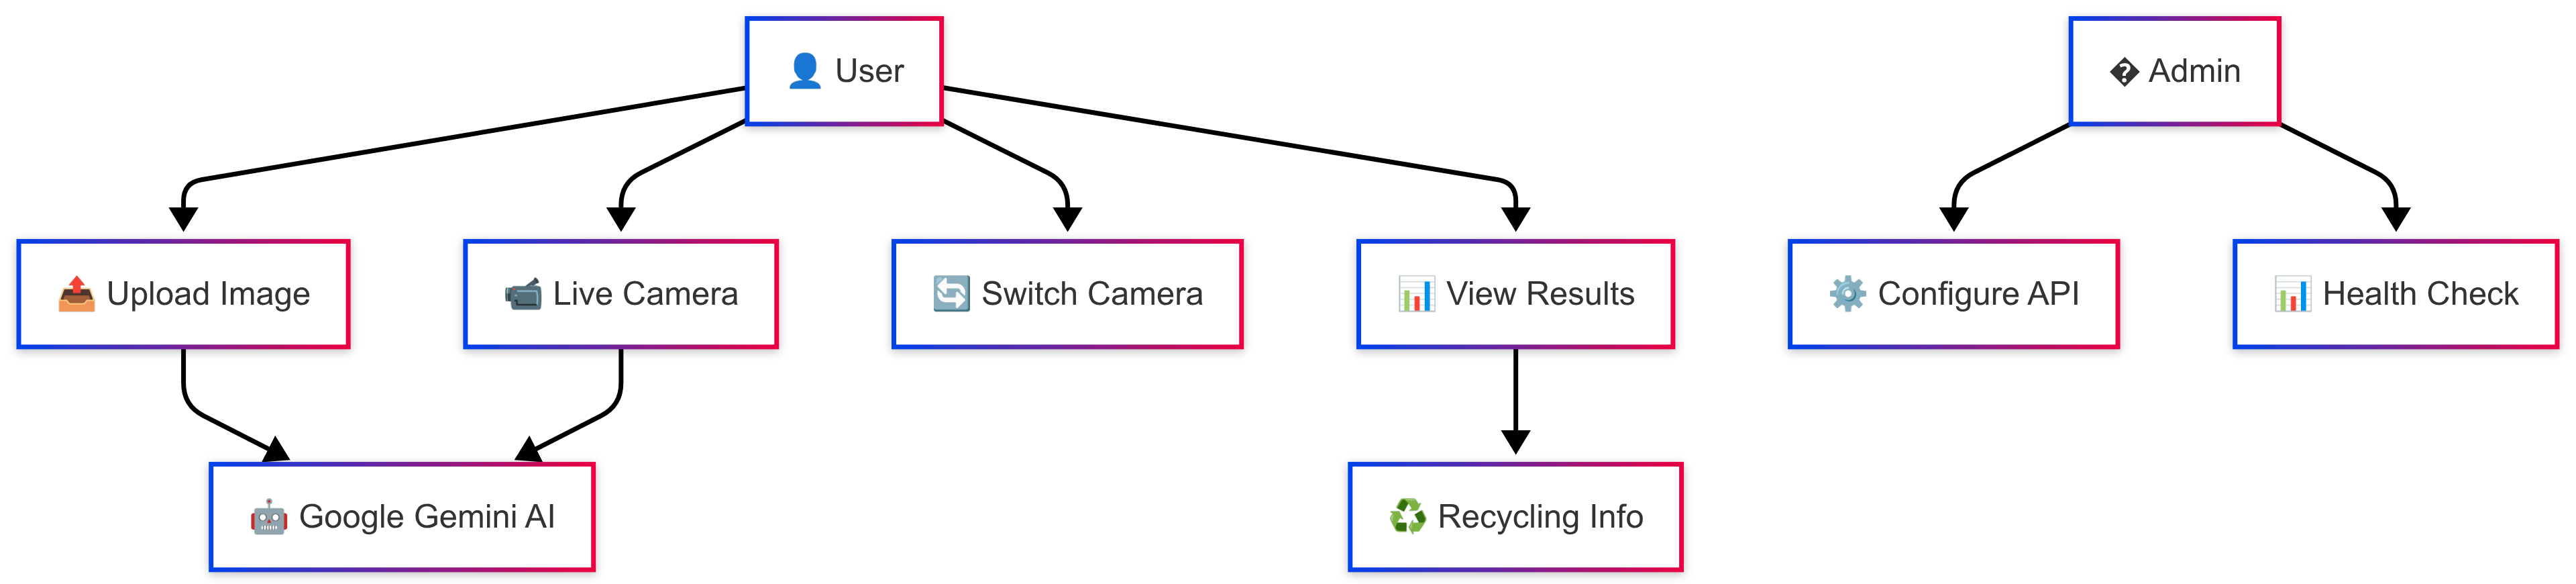 👤 User
� Admin
📤 Upload Image
📹 Live Camera
🔄 Switch Camera
📊 View Results
⚙️ Configure API
📊 Health Check
🤖 Google Gemini AI
♻️ Recycling Info